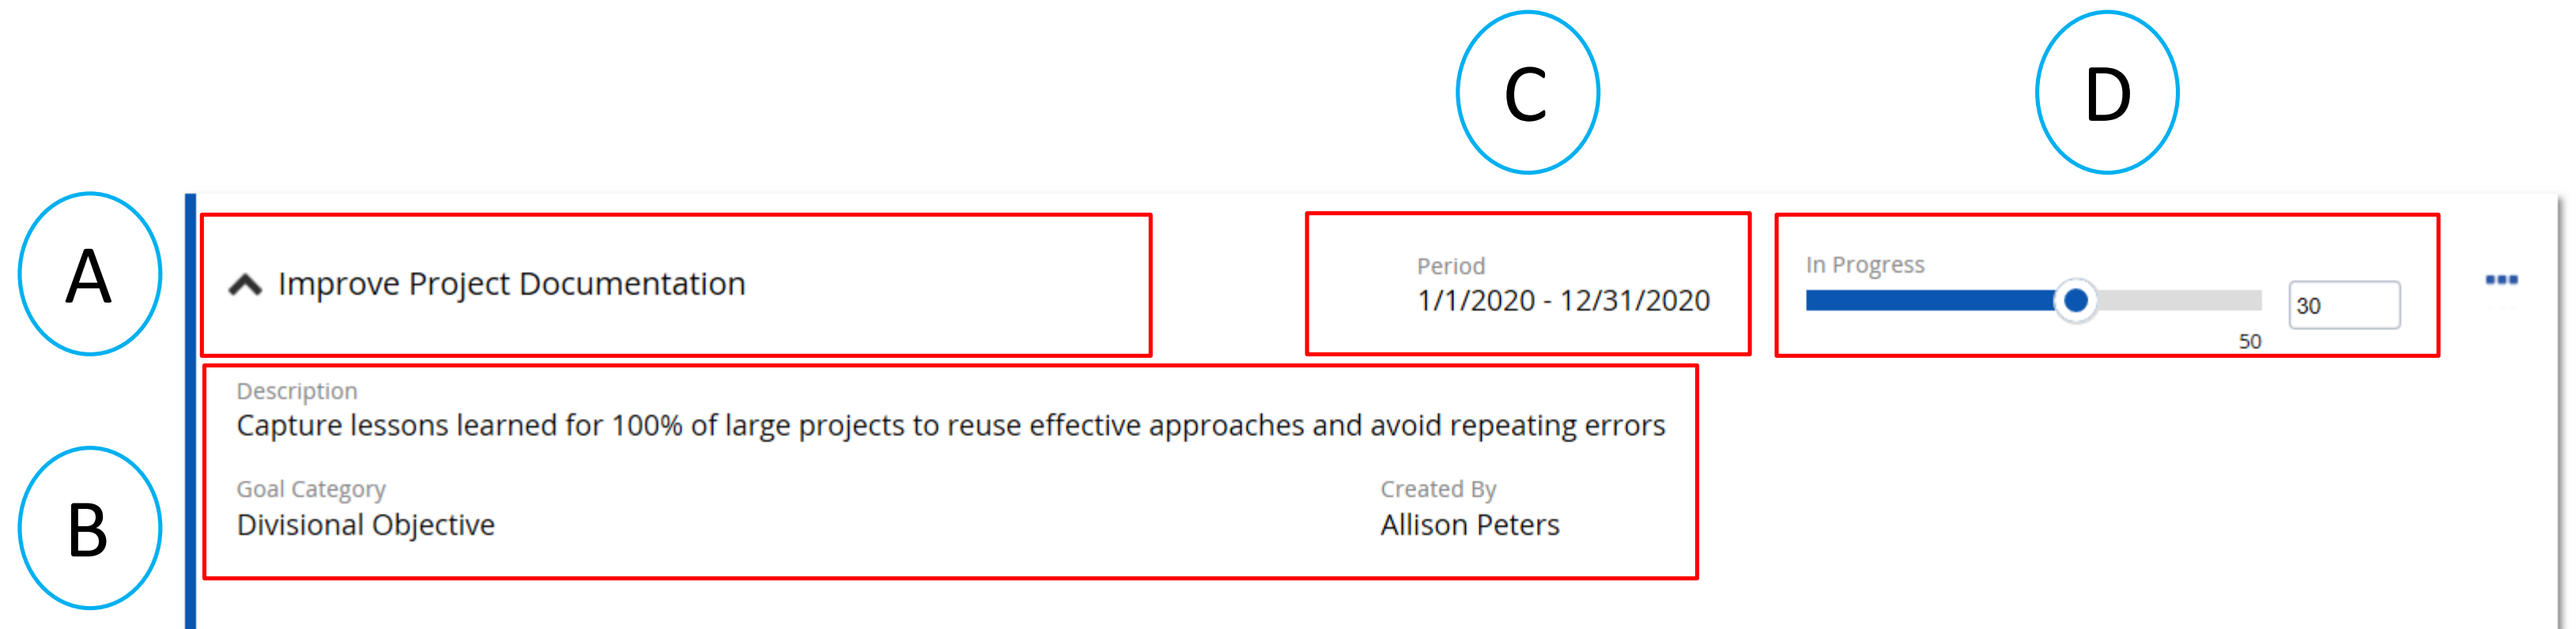 C
D
A
Improve Project Documentation
Period
1/1/2020 - 12/31/2020
In Progress
30
50
B
Description
Capture lessons learned for 100% of large projects to reuse effective approaches and avoid repeating errors
Goal Category
Divisional Objective
Created By
Allison Peters